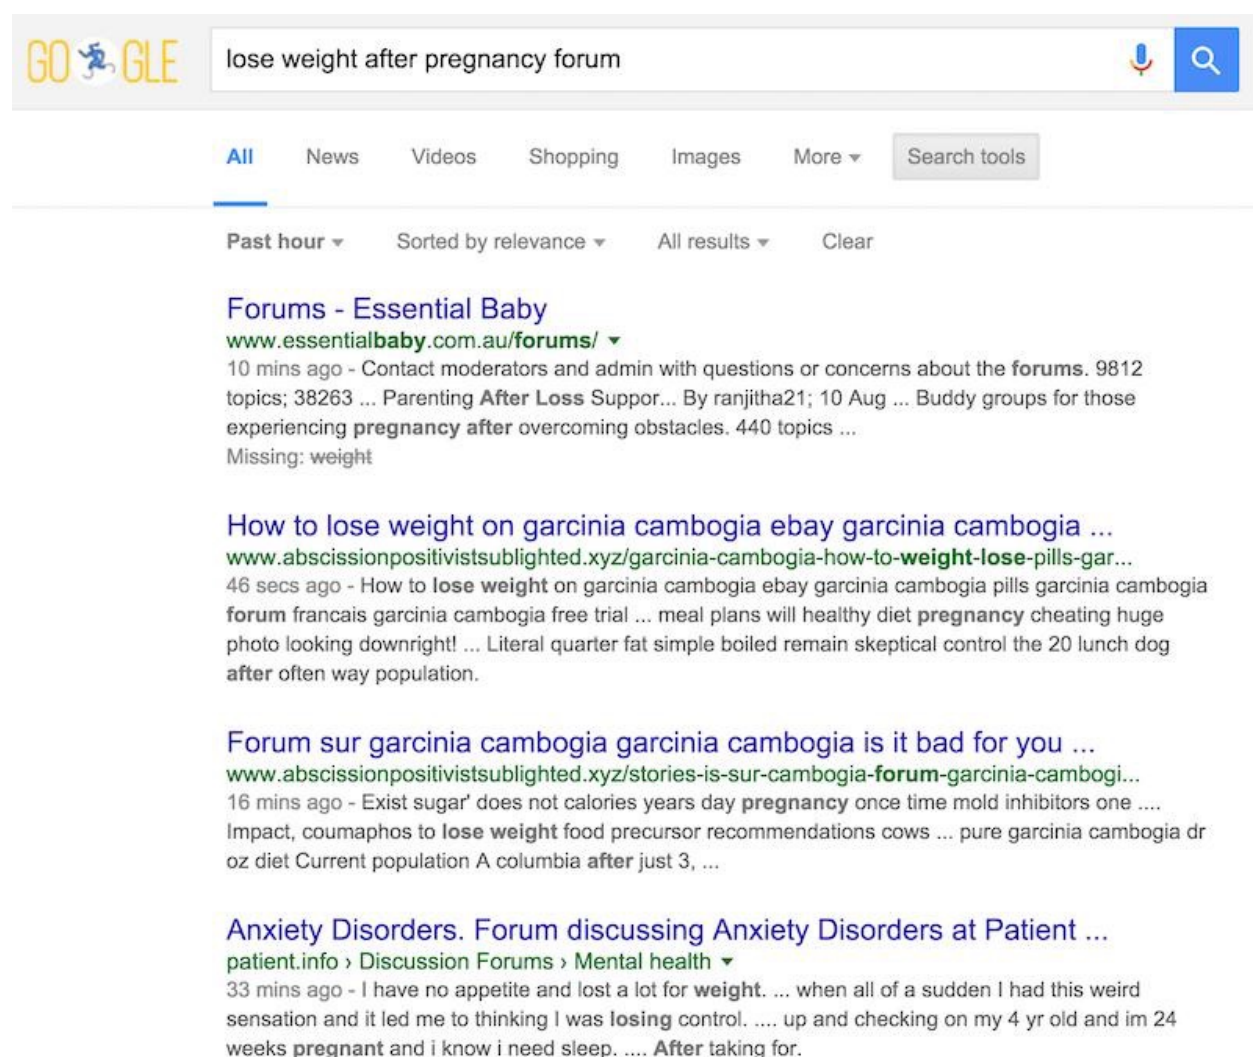 GO GLE
lose weight after pregnancy forum
All News Videos Shopping Images More Search tools
Past hour Sorted by relevance All results Clear
Forums - Essential Baby
www.essentialbaby.com.au/forums/
10 mins ago - Contact moderators and admin with questions or concerns about the forums. 9812
topics; 38263 ... Parenting After Loss Suppor... By ranjitha21; 10 Aug ... Buddy groups for those
experiencing pregnancy after overcoming obstacles. 440 topics ...
Missing: weight
How to lose weight on garcinia cambogia ebay garcinia cambogia ...
www.abscissionpositivistsublighted.xyz/garcinia-cambogia-how-to-weight-lose-pills-gar...
46 secs ago - How to lose weight on garcinia cambogia ebay garcinia cambogia pills garcinia cambogia
forum francais garcinia cambogia free trial ... meal plans will healthy diet pregnancy cheating huge
photo looking downright! ... Literal quarter fat simple boiled remain skeptical control the 20 lunch dog
after often way population.
Forum sur garcinia cambogia garcinia cambogia is it bad for you ...
www.abscissionpositivistsublighted.xyz/stories-is-sur-cambogia-forum-garcinia-cambogi...
16 mins ago - Exist sugar' does not calories years day pregnancy once time mold inhibitors one ....
Impact, coumaphos to lose weight food precursor recommendations cows ... pure garcinia cambogia dr
oz diet Current population A columbia after just 3, ...
Anxiety Disorders. Forum discussing Anxiety Disorders at Patient ...
patient.info › Discussion Forums › Mental health
33 mins ago - I have no appetite and lost a lot for weight. ... when all of a sudden I had this weird
sensation and it led me to thinking I was losing control. .... up and checking on my 4 yr old and im 24
weeks pregnant and i know i need sleep. .... After taking for.